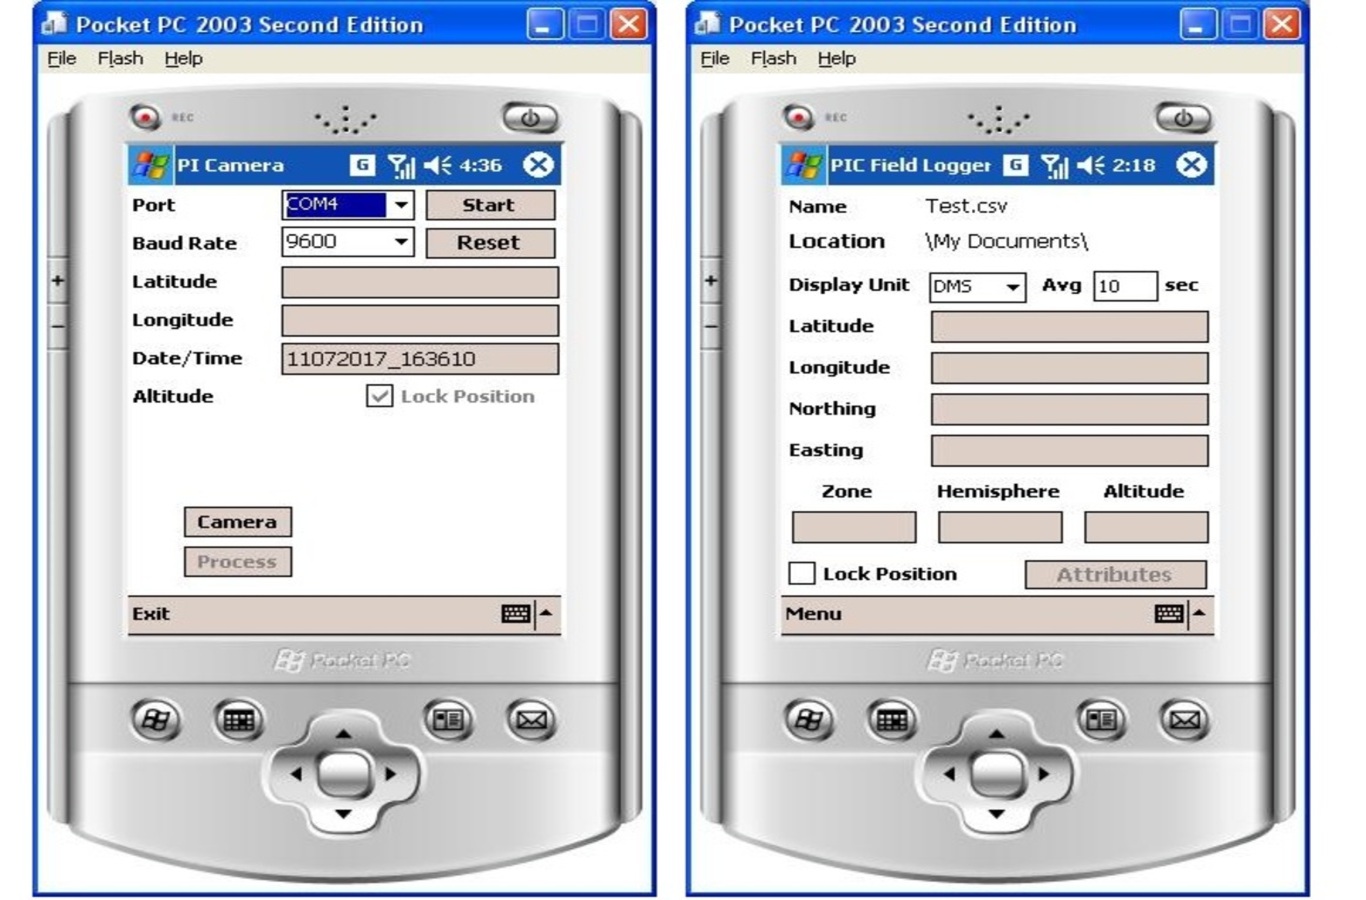 Pocket PC 2003 Second Edition
File Flash Help
REC
PI Camera G 4:36
Port COM4 Start
Baud Rate 9600 Reset
Latitude
Longitude
Date/Time 11072017_163610
Altitude Lock Position
Camera
Process
Exit
Pocket PC
Pocket PC 2003 Second Edition
File Flash Help
REC
PIC Field Logger G 2:18
Name Test.csv
Location \My Documents\
Display Unit DMS Avg 10 sec
Latitude
Longitude
Northing
Easting
Zone Hemisphere Altitude
Lock Position Attributes
Menu
Pocket PC